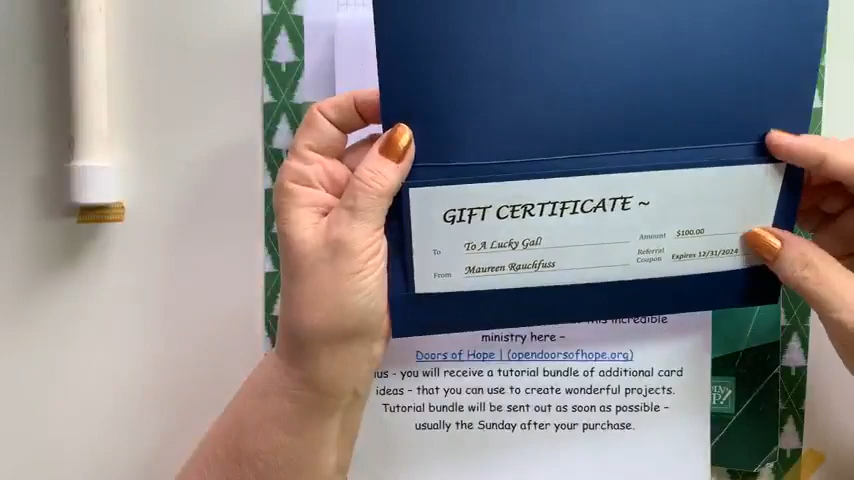 GIFT CERTIFICATE ~
To To A Lucky Gal! Amount $100.00
From Maureen Rauchfuss Referral Coupon Expires 12/31/2024
this incredible
ministry here –
Doors of Hope | (opendoorsofhope.org)
us - you will receive a tutorial bundle of additional card
ideas – that you can use to create wonderful projects.
Tutorial bundle will be sent out as soon as possible –
usually the Sunday after your purchase.